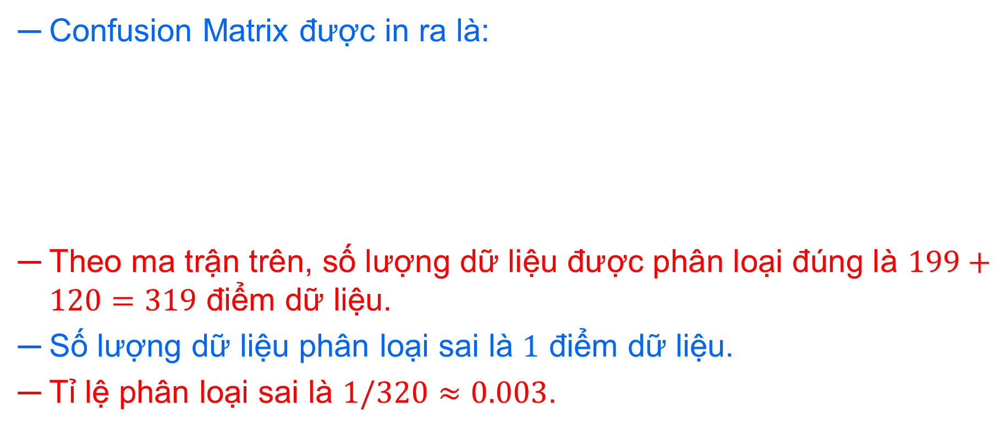 ─ Confusion Matrix được in ra là:
─ Theo ma trận trên, số lượng dữ liệu được phân loại đúng là 199 +
120 = 319 điểm dữ liệu.
─ Số lượng dữ liệu phân loại sai là 1 điểm dữ liệu.
─ Tỉ lệ phân loại sai là 1/320 ≈ 0.003.